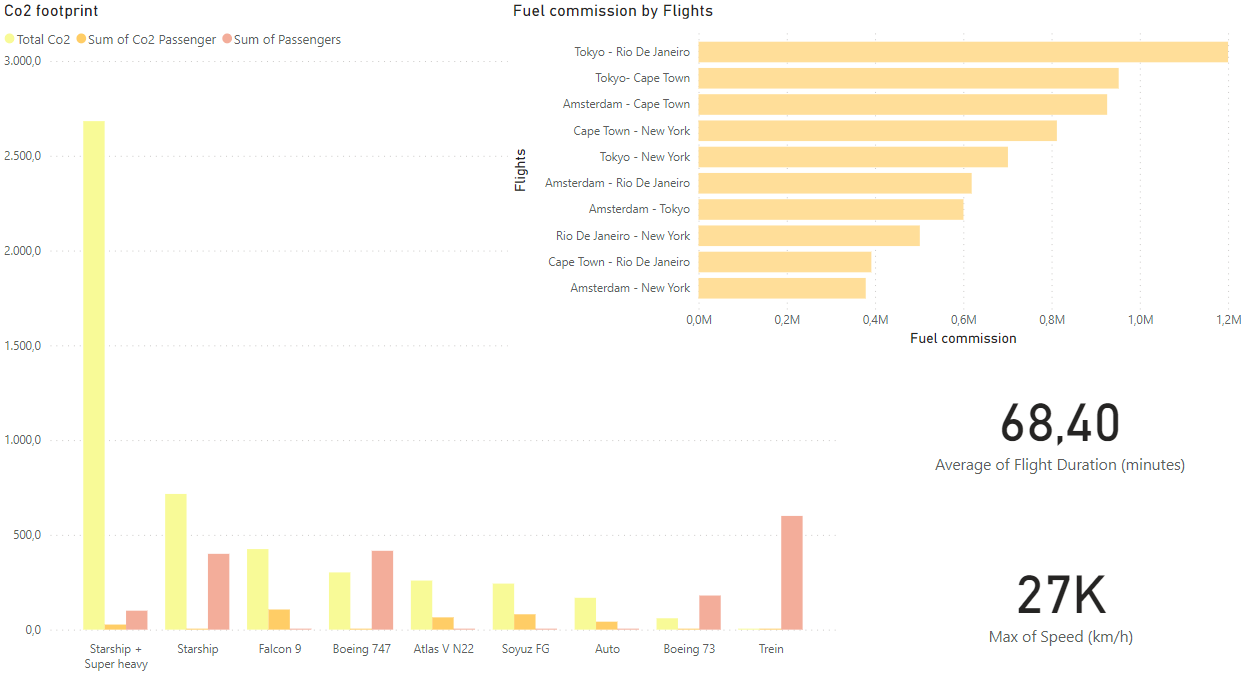 Co2 footprint
Total Co2 Sum of Co2 Passenger Sum of Passengers
3.000,0
2.500,0
2.000,0
1.500,0
1.000,0
500,0
0,0
Starship +
Super heavy
Starship
Falcon 9
Boeing 747
Atlas V N22
Soyuz FG
Auto
Boeing 73
Trein
Fuel commission by Flights
Flights
Tokyo - Rio De Janeiro
Tokyo- Cape Town
Amsterdam - Cape Town
Cape Town - New York
Tokyo - New York
Amsterdam - Rio De Janeiro
Amsterdam - Tokyo
Rio De Janeiro - New York
Cape Town - Rio De Janeiro
Amsterdam - New York
0,0M 0,2M 0,4M 0,6M 0,8M 1,0M 1,2M
Fuel commission
68,40
Average of Flight Duration (minutes)
27K
Max of Speed (km/h)